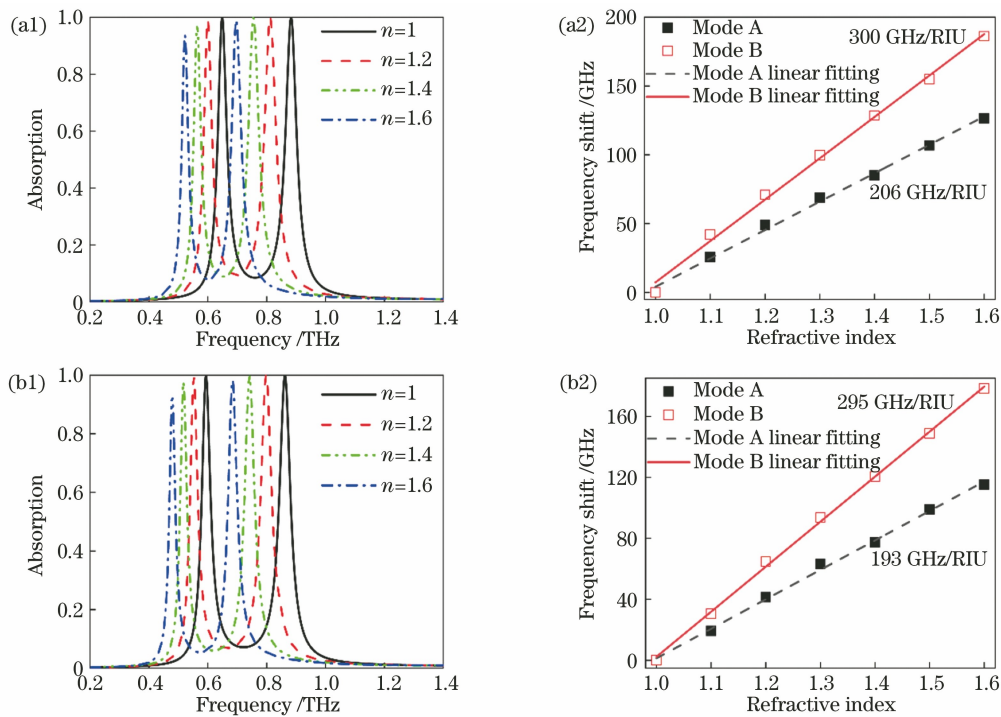 (a1)
1.0
0.8
0.6
0.4
0.2
0
Absorption
n=1
n=1.2
n=1.4
n=1.6
0.2 0.4 0.6 0.8 1.0 1.2 1.4
Frequency /THz
(a2)
200
150
100
50
0
Frequency shift /GHz
Mode A
Mode B
Mode A linear fitting
Mode B linear fitting
300 GHz/RIU
206 GHz/RIU
1.0 1.1 1.2 1.3 1.4 1.5 1.6
Refractive index
(b1)
1.0
0.8
0.6
0.4
0.2
0
Absorption
n=1
n=1.2
n=1.4
n=1.6
0.2 0.4 0.6 0.8 1.0 1.2 1.4
Frequency /THz
(b2)
160
120
80
40
0
Frequency shift /GHz
Mode A
Mode B
Mode A linear fitting
Mode B linear fitting
295 GHz/RIU
193 GHz/RIU
1.0 1.1 1.2 1.3 1.4 1.5 1.6
Refractive index